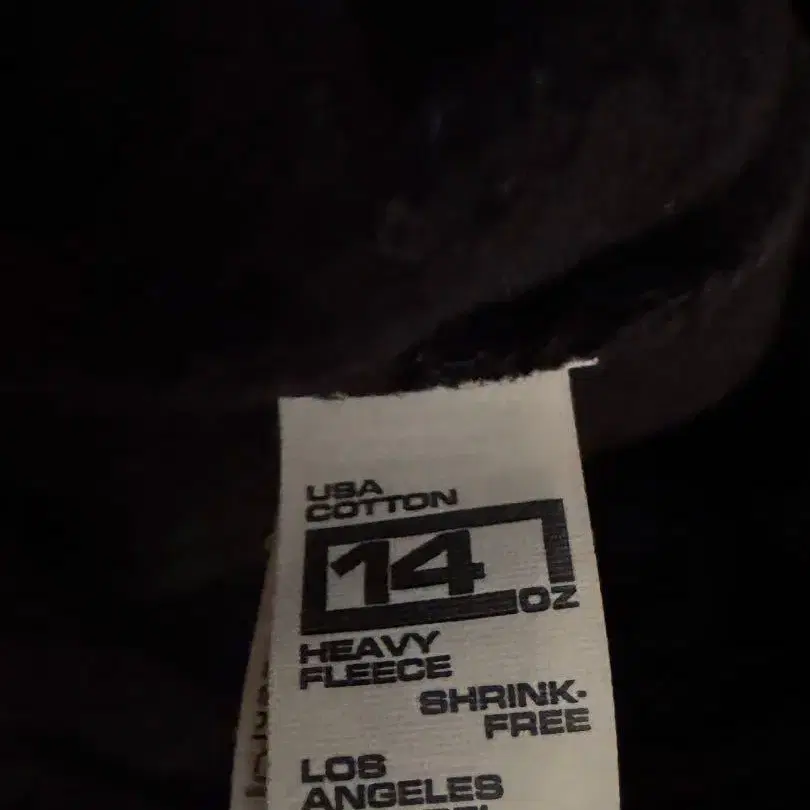 USA
COTTON
14
OZ
HEAVY
FLEECE
SHRINK-
FREE
LOS
ANGELES